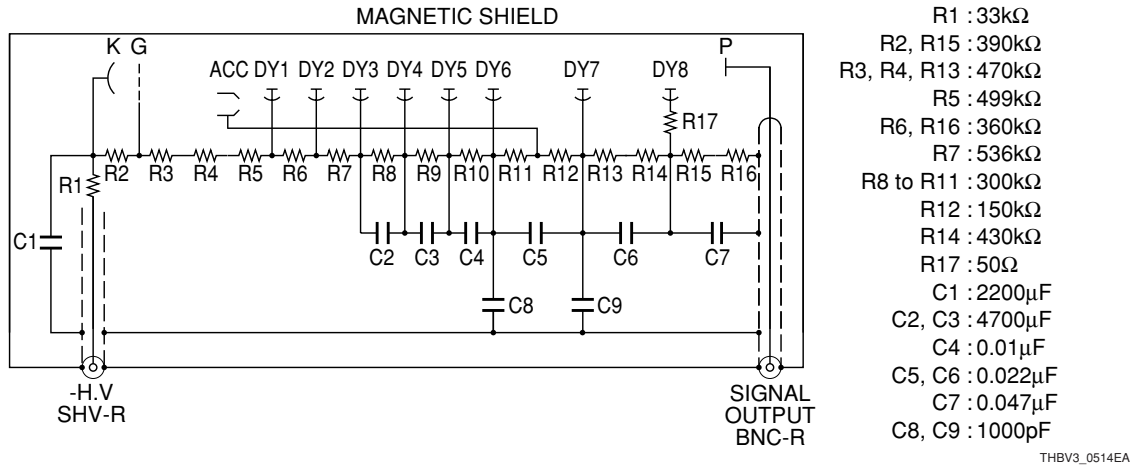 MAGNETIC SHIELD
K G P
ACC DY1 DY2 DY3 DY4 DY5 DY6 DY7 DY8
R17
R2 R3 R4 R5 R6 R7 R8 R9 R10 R11 R12 R13 R14 R15 R16
R1
C1
C2 C3 C4 C5 C6 C7
C8 C9
-H.V
SHV-R
SIGNAL
OUTPUT
BNC-R
R1 : 33kΩ
R2, R15 : 390kΩ
R3, R4, R13 : 470kΩ
R5 : 499kΩ
R6, R16 : 360kΩ
R7 : 536kΩ
R8 to R11 : 300kΩ
R12 : 150kΩ
R14 : 430kΩ
R17 : 50Ω
C1 : 2200µF
C2, C3 : 4700µF
C4 : 0.01µF
C5, C6 : 0.022µF
C7 : 0.047µF
C8, C9 : 1000pF
THBV3_0514EA